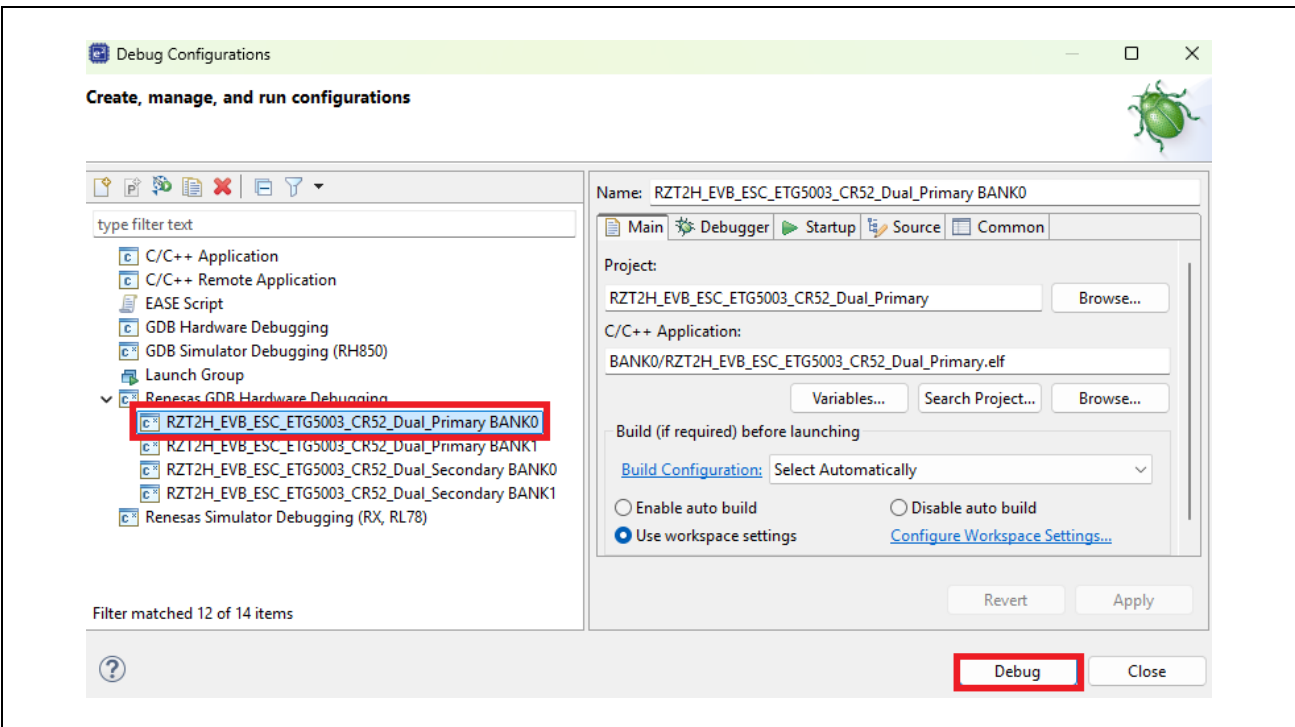 Debug Configurations
Create, manage, and run configurations
type filter text
C/C++ Application
C/C++ Remote Application
EASE Script
GDB Hardware Debugging
GDB Simulator Debugging (RH850)
Launch Group
Renesas GDB Hardware Debugging
RZT2H_EVB_ESC_ETG5003_CR52_Dual_Primary BANK0
RZT2H_EVB_ESC_ETG5003_CR52_Dual_Primary BANK1
RZT2H_EVB_ESC_ETG5003_CR52_Dual_Secondary BANK0
RZT2H_EVB_ESC_ETG5003_CR52_Dual_Secondary BANK1
Renesas Simulator Debugging (RX, RL78)
Filter matched 12 of 14 items
Name: RZT2H_EVB_ESC_ETG5003_CR52_Dual_Primary BANK0
Main Debugger Startup Source Common
Project:
RZT2H_EVB_ESC_ETG5003_CR52_Dual_Primary Browse...
C/C++ Application:
BANK0/RZT2H_EVB_ESC_ETG5003_CR52_Dual_Primary.elf
Variables... Search Project... Browse...
Build (if required) before launching
Build Configuration: Select Automatically
Enable auto build Disable auto build
Use workspace settings Configure Workspace Settings...
Revert Apply
? Debug Close